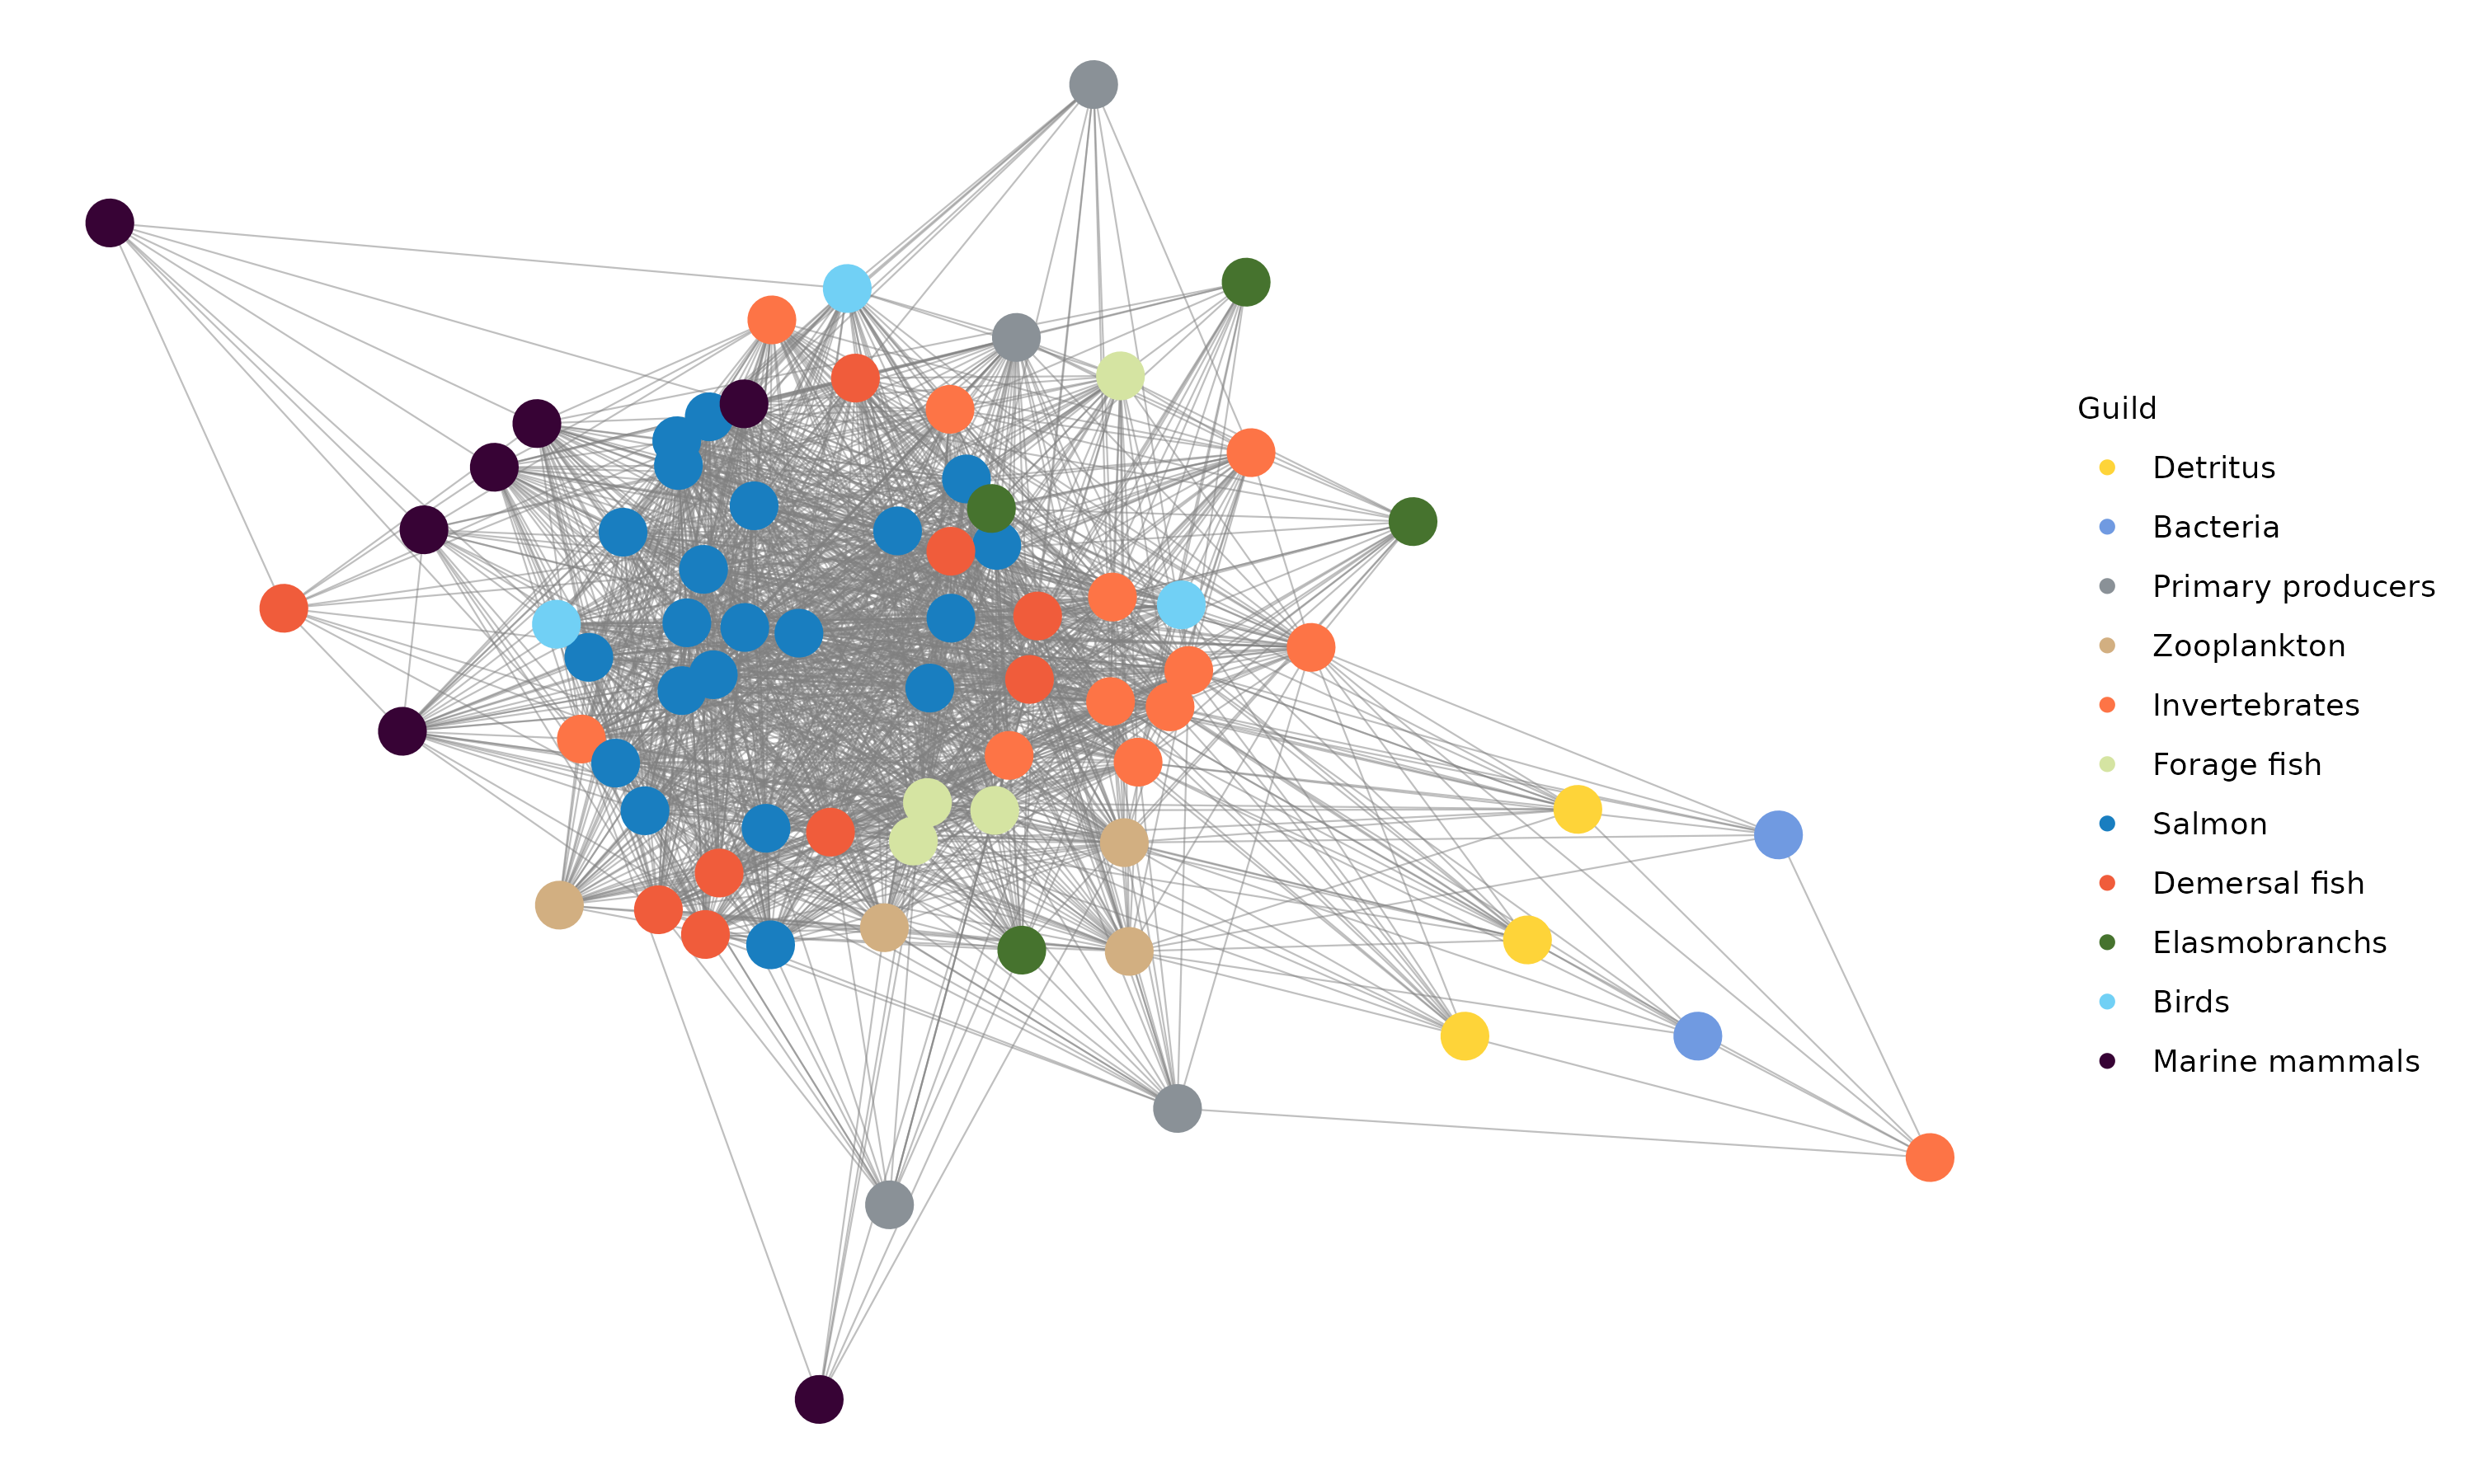 Guild
Detritus
Bacteria
Primary producers
Zooplankton
Invertebrates
Forage fish
Salmon
Demersal fish
Elasmobranchs
Birds
Marine mammals